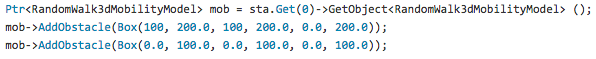 Ptr<RandomWalk3dMobilityModel> mob = sta.Get(0)->GetObject<RandomWalk3dMobilityModel> ();
mob->AddObstacle(Box(100, 200.0, 100, 200.0, 0.0, 200.0));
mob->AddObstacle(Box(0.0, 100.0, 0.0, 100.0, 0.0, 100.0));